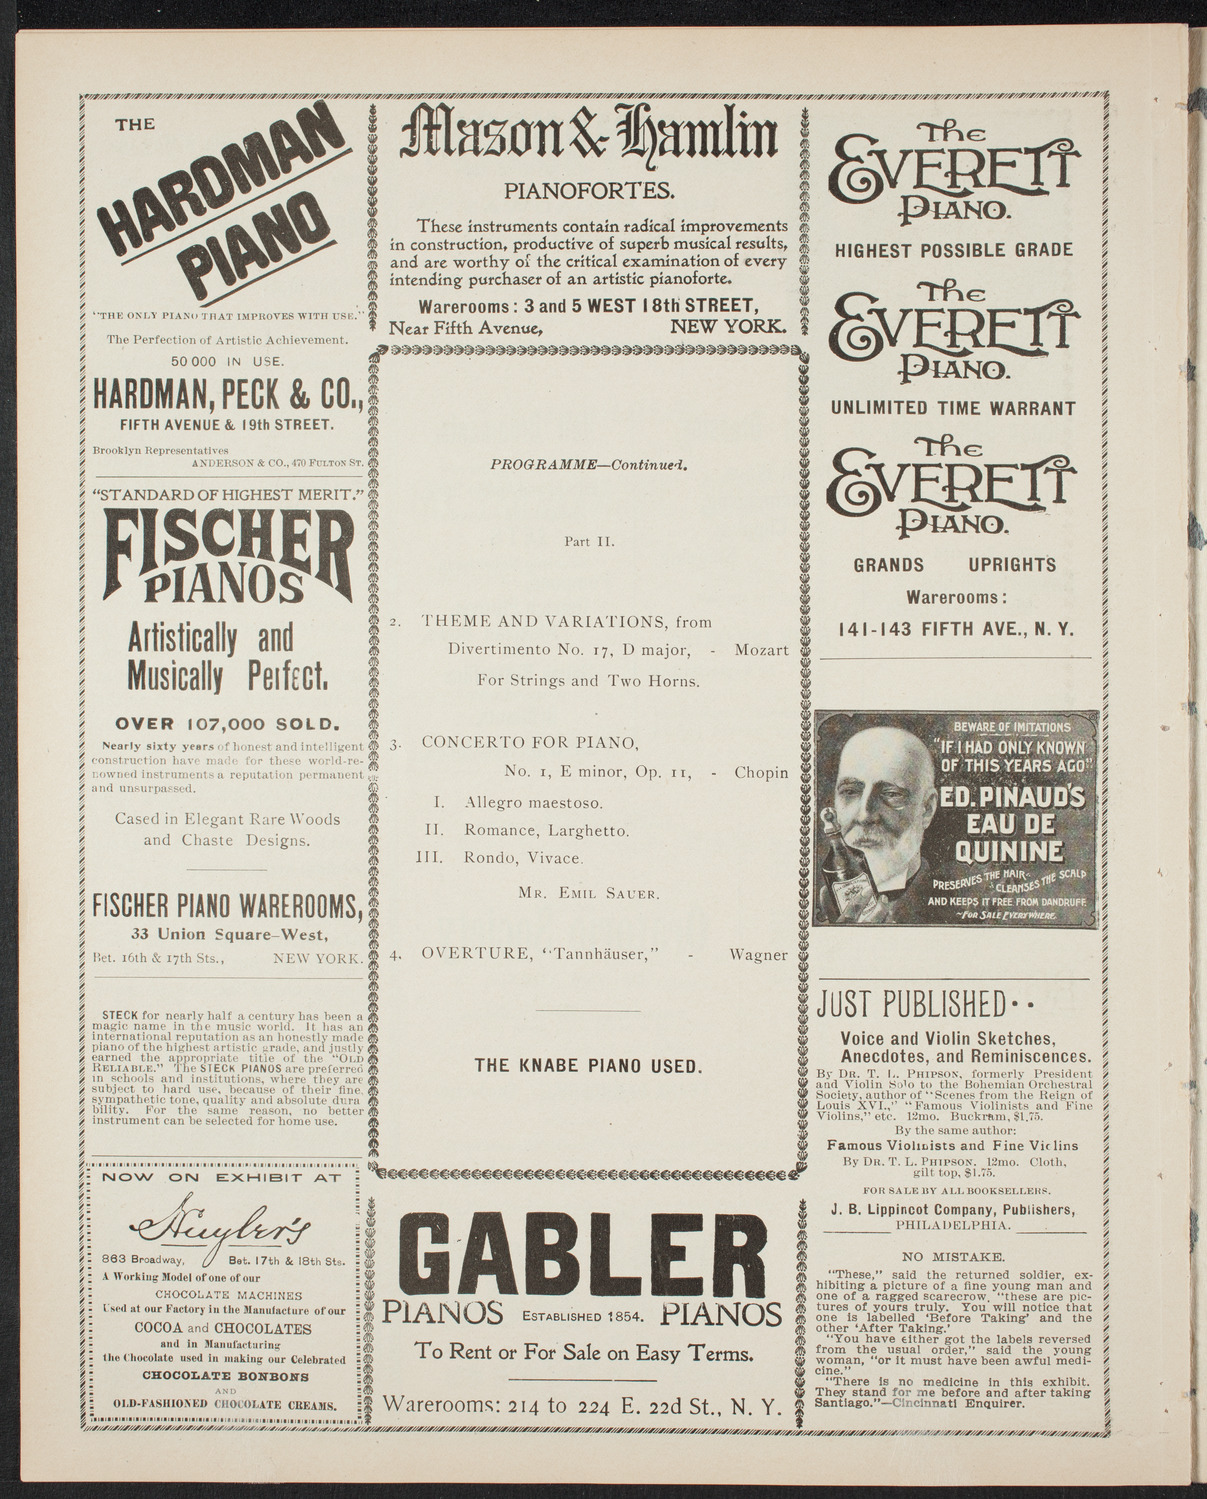 THE
HARDMAN
PIANO
"THE ONLY PIANO THAT IMPROVES WITH USE."
The Perfection of Artistic Achievement.
50 000 IN USE.
HARDMAN, PECK & CO.,
FIFTH AVENUE & 19th STREET.
Brooklyn Representatives
ANDERSON & CO., 470 FULTON ST.
"STANDARD OF HIGHEST MERIT."
FISCHER
PIANOS
Artistically and
Musically Perfect.
OVER 107,000 SOLD.
Nearly sixty years of honest and intelligent
construction have made for these world-re-
nowned instruments a reputation permanent
and unsurpassed.
Cased in Elegant Rare Woods
and Chaste Designs.
FISCHER PIANO WAREROOMS,
33 Union Square-West,
Bet. 16th & 17th Sts., NEW YORK.
STECK for nearly half a century has been a
magic name in the music world. It has an
international reputation as an honestly made
piano of the highest artistic grade, and justly
earned the appropriate title of the "OLD
RELIABLE." The STECK PIANOS are preferred
in schools and institutions, where they are
subject to hard use, because of their fine,
sympathetic tone, quality and absolute dura
bility. For the same reason, no better
instrument can be selected for home use.
NOW ON EXHIBIT AT
Huyler's
863 Broadway, Bet. 17th & 18th Sts.
A Working Model of one of our
CHOCOLATE MACHINES
Used at our Factory in the Manufacture of our
COCOA and CHOCOLATES
and in Manufacturing
the Chocolate used in making our Celebrated
CHOCOLATE BONBONS
AND
OLD-FASHIONED CHOCOLATE CREAMS.
Mason & Hamlin
PIANOFORTES.
These instruments contain radical improvements
in construction, productive of superb musical results,
and are worthy of the critical examination of every
intending purchaser of an artistic pianoforte.
Warerooms: 3 and 5 WEST 18th STREET,
Near Fifth Avenue, NEW YORK.
PROGRAMME—Continued.
Part II.
2. THEME AND VARIATIONS, from
Divertimento No. 17, D major, - Mozart
For Strings and Two Horns.
3. CONCERTO FOR PIANO,
No. 1, E minor, Op. 11, - Chopin
I. Allegro maestoso.
II. Romance, Larghetto.
III. Rondo, Vivace.
MR. EMIL SAUER.
4. OVERTURE, "Tannhäuser," - Wagner
THE KNABE PIANO USED.
GABLER
PIANOS ESTABLISHED 1854. PIANOS
To Rent or For Sale on Easy Terms.
Warerooms: 214 to 224 E. 22d St., N. Y.
The
EVERETT
PIANO.
HIGHEST POSSIBLE GRADE
The
EVERETT
PIANO.
UNLIMITED TIME WARRANT
The
EVERETT
PIANO.
GRANDS UPRIGHTS
Warerooms:
141-143 FIFTH AVE., N. Y.
BEWARE OF IMITATIONS
"IF I HAD ONLY KNOWN
OF THIS YEARS AGO"
ED. PINAUD'S
EAU DE
QUININE
PRESERVES THE HAIR-
CLEANSES THE SCALP
AND KEEPS IT FREE FROM DANDRUFF
~FOR SALE EVERYWHERE.
JUST PUBLISHED··
Voice and Violin Sketches,
Anecdotes, and Reminiscences.
By DR. T. L. PHIPSON, formerly President
and Violin Solo to the Bohemian Orchestral
Society, author of "Scenes from the Reign of
Louis XVI.," "Famous Violinists and Fine
Violins," etc. 12mo. Buckram, $1.75.
By the same author:
Famous Violinists and Fine Violins
By DR. T. L. PHIPSON. 12mo. Cloth,
gilt top, $1.75.
FOR SALE BY ALL BOOKSELLERS.
J. B. Lippincot Company, Publishers,
PHILADELPHIA.
NO MISTAKE.
"These," said the returned soldier, ex-
hibiting a picture of a fine young man and
one of a ragged scarecrow, "these are pic-
tures of yours truly. You will notice that
one is labelled 'Before Taking' and the
other 'After Taking.'
"You have either got the labels reversed
from the usual order," said the young
woman, "or it must have been awful medi-
cine."
"There is no medicine in this exhibit.
They stand for me before and after taking
Santiago."—Cincinnati Enquirer.